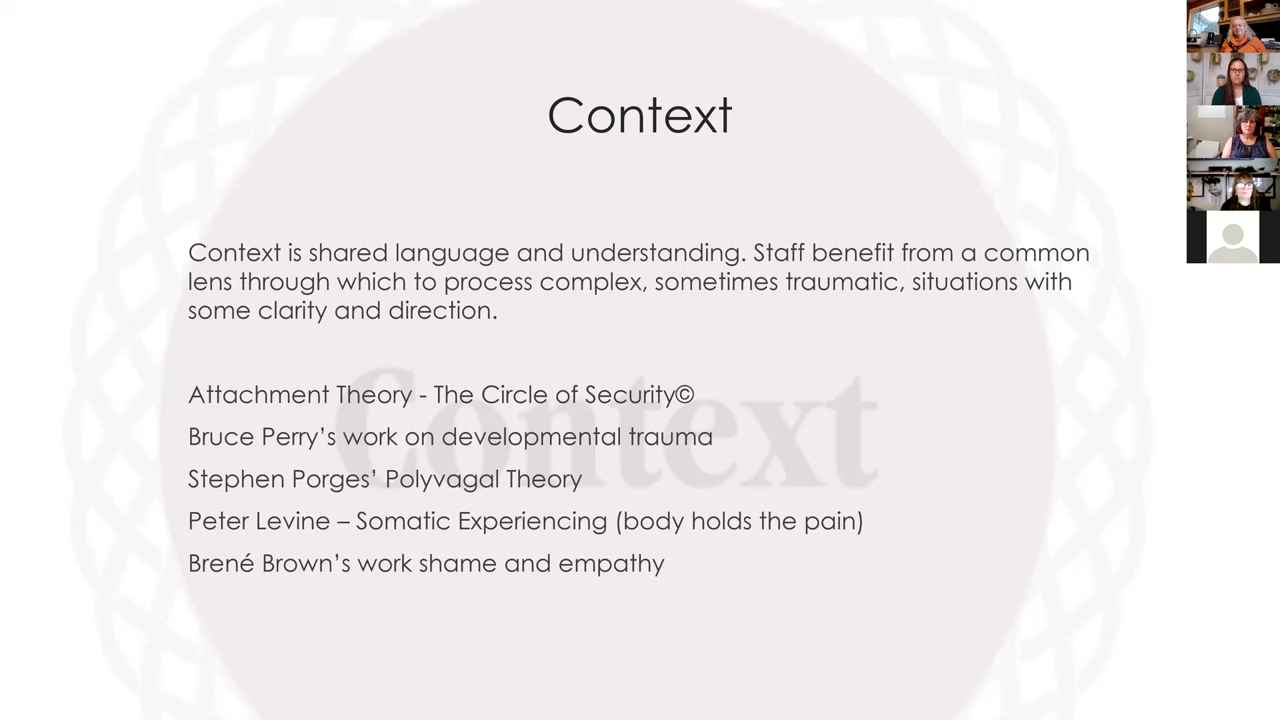 Context
Context is shared language and understanding. Staff benefit from a common
lens through which to process complex, sometimes traumatic, situations with
some clarity and direction.
Attachment Theory - The Circle of Security©
Bruce Perry’s work on developmental trauma
Stephen Porges’ Polyvagal Theory
Peter Levine – Somatic Experiencing (body holds the pain)
Brené Brown’s work shame and empathy
Context